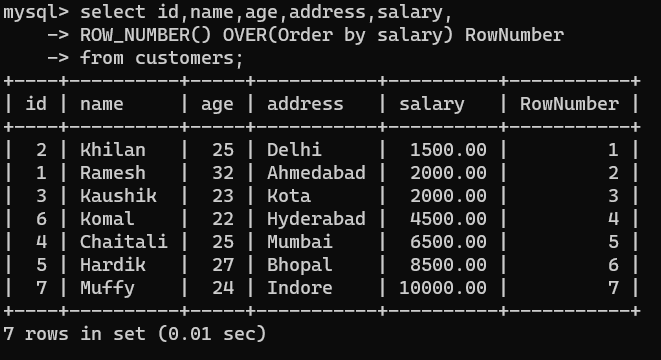 mysql> select id,name,age,address,salary,
    -> ROW_NUMBER() OVER(Order by salary) RowNumber
    -> from customers;
+----+----------+-----+-----------+----------+-----------+
| id | name     | age | address   | salary   | RowNumber |
+----+----------+-----+-----------+----------+-----------+
|  2 | Khilan   |  25 | Delhi     |  1500.00 |         1 |
|  1 | Ramesh   |  32 | Ahmedabad |  2000.00 |         2 |
|  3 | Kaushik  |  23 | Kota      |  2000.00 |         3 |
|  6 | Komal    |  22 | Hyderabad |  4500.00 |         4 |
|  4 | Chaitali |  25 | Mumbai    |  6500.00 |         5 |
|  5 | Hardik   |  27 | Bhopal    |  8500.00 |         6 |
|  7 | Muffy    |  24 | Indore    | 10000.00 |         7 |
+----+----------+-----+-----------+----------+-----------+
7 rows in set (0.01 sec)